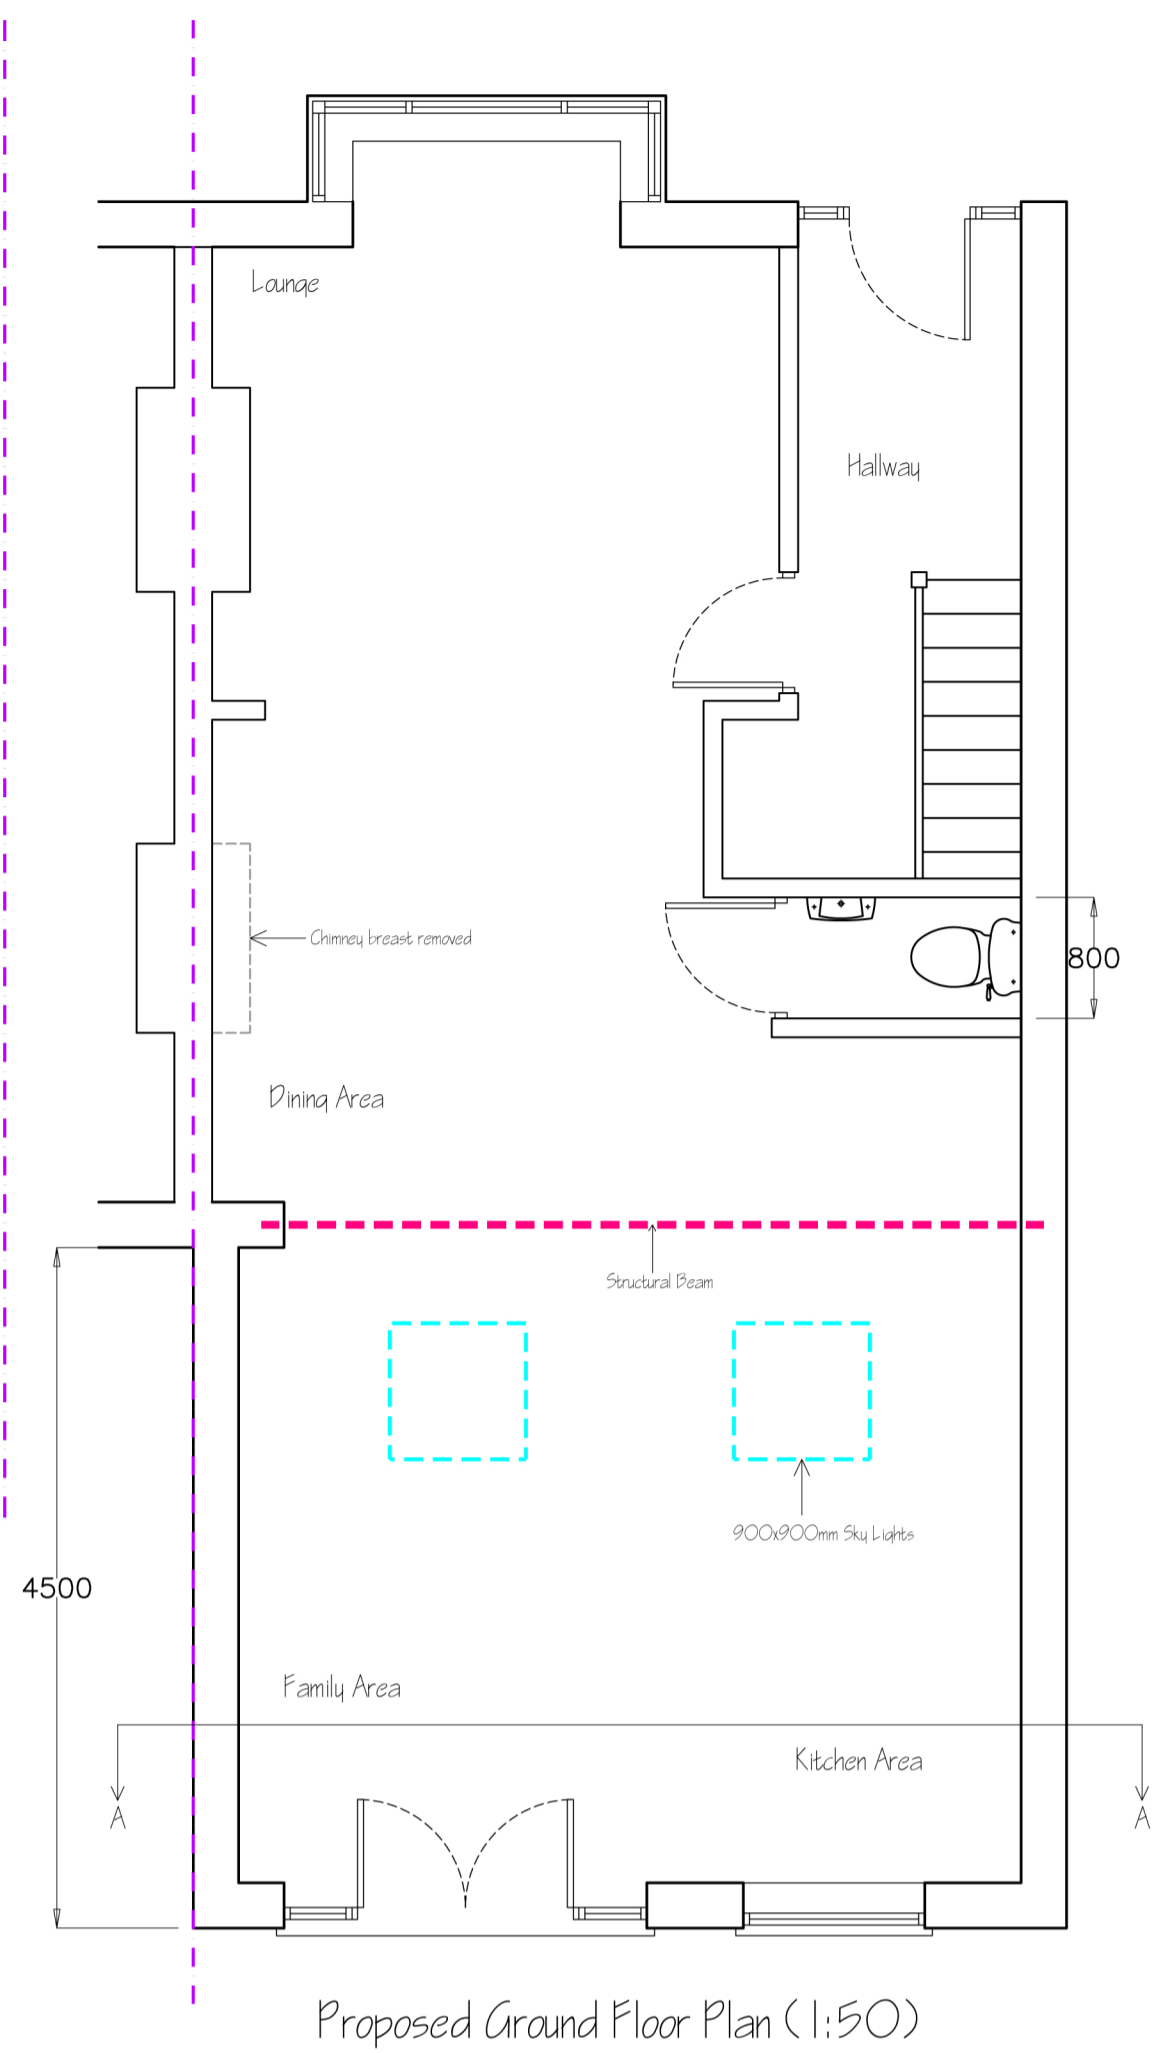 Lounge
Hallway
Chimney breast removed
800
Dining Area
Structural Beam
900x900mm Sky Lights
4500
Family Area
Kitchen Area
A
A
Proposed Ground Floor Plan (1:50)